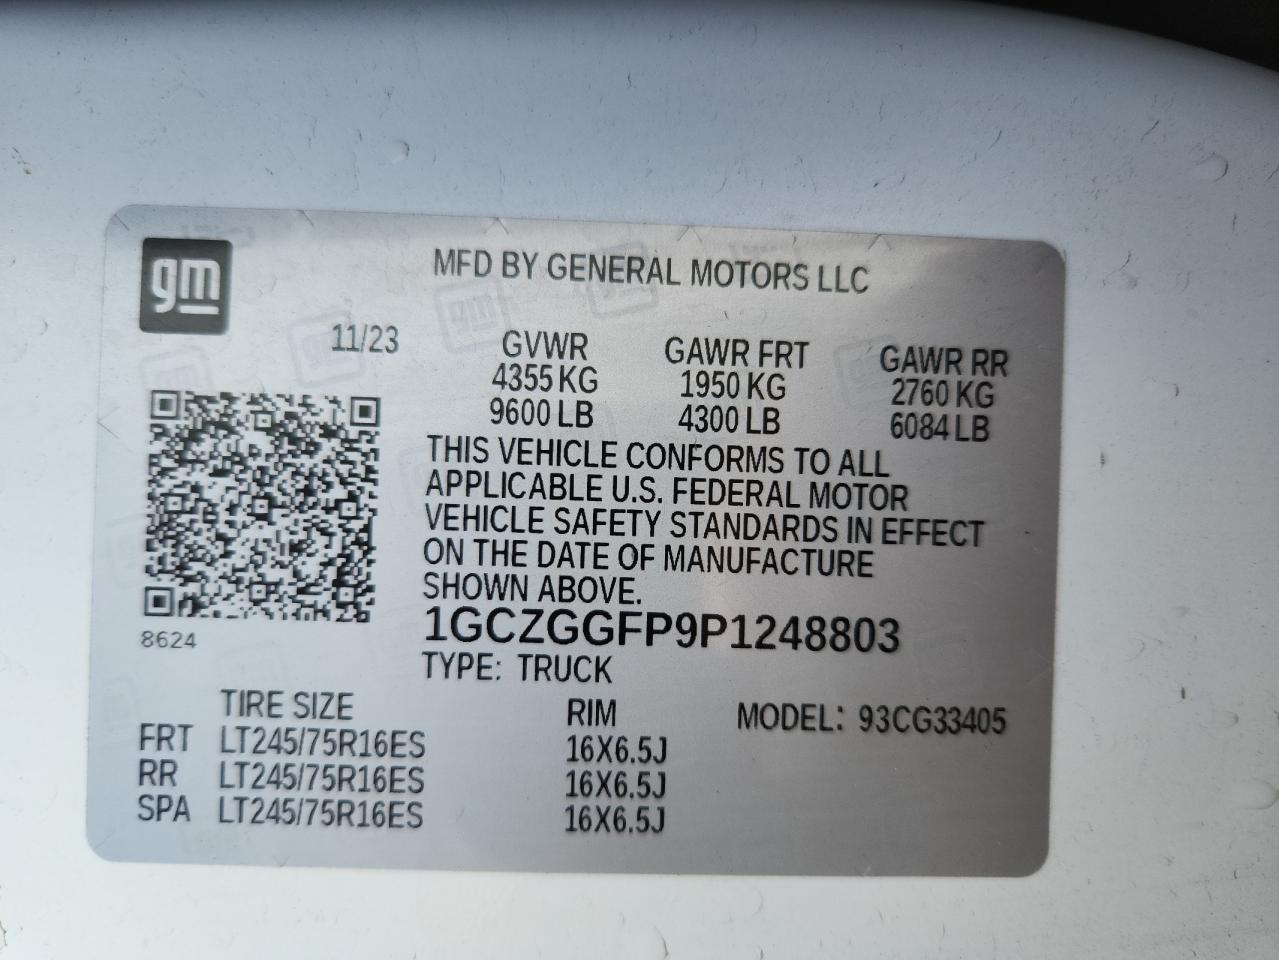 gm
MFD BY GENERAL MOTORS LLC
11/23 GVWR GAWR FRT GAWR RR
4355 KG 1950 KG 2760 KG
9600 LB 4300 LB 6084 LB
THIS VEHICLE CONFORMS TO ALL
APPLICABLE U.S. FEDERAL MOTOR
VEHICLE SAFETY STANDARDS IN EFFECT
ON THE DATE OF MANUFACTURE
SHOWN ABOVE.
8624 1GCZGGFP9P1248803
TYPE: TRUCK
TIRE SIZE RIM MODEL: 93CG33405
FRT LT245/75R16ES 16X6.5J
RR LT245/75R16ES 16X6.5J
SPA LT245/75R16ES 16X6.5J